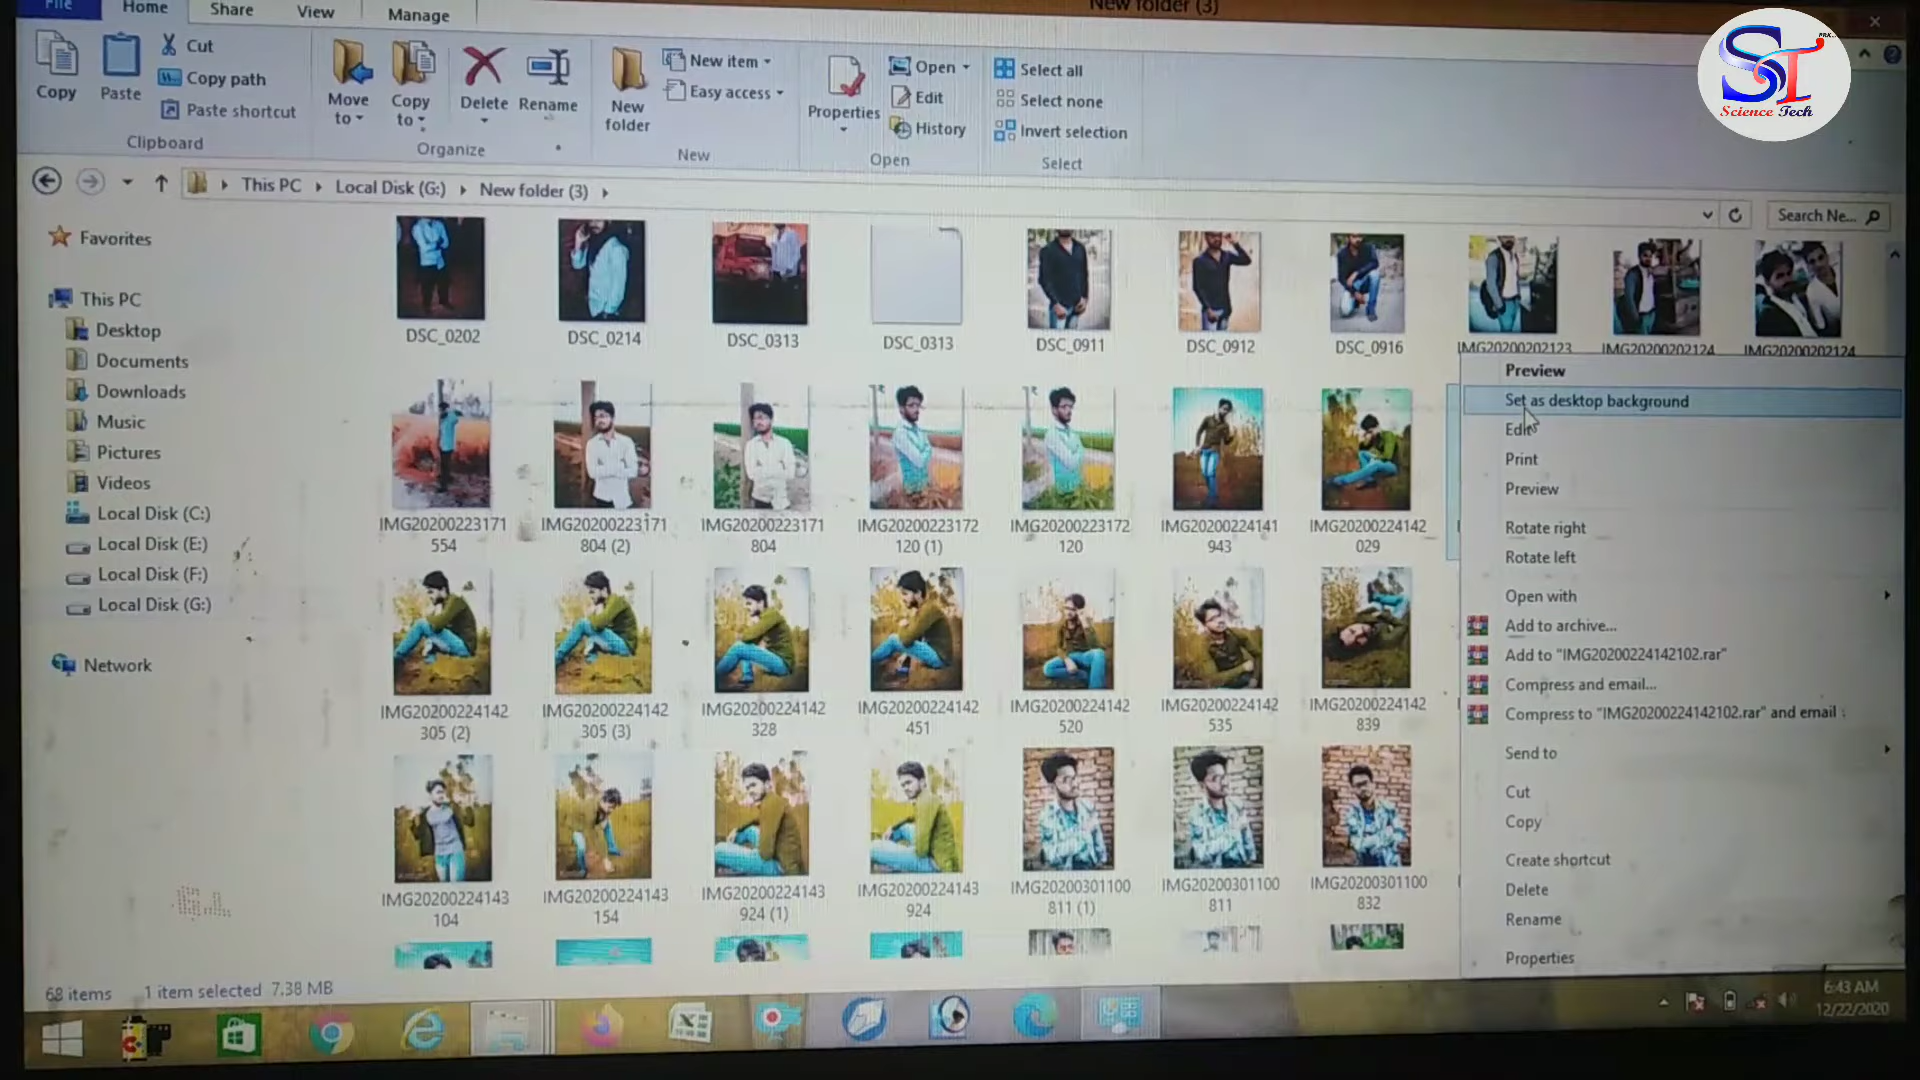 File
Home
Share
View
Manage
New folder (3)
Copy
Paste
Cut
Copy path
Paste shortcut
Clipboard
Move
to
Copy
to
Delete
Rename
Organize
New
folder
New item
Easy access
New
Properties
Open
Edit
History
Open
Select all
Select none
Invert selection
Select
ST
PRK..
Science Tech
This PC
Local Disk (G:)
New folder (3)
Search Ne...
Favorites
This PC
Desktop
Documents
Downloads
Music
Pictures
Videos
Local Disk (C:)
Local Disk (E:)
Local Disk (F:)
Local Disk (G:)
Network
DSC_0202
DSC_0214
DSC_0313
DSC_0313
DSC_0911
DSC_0912
DSC_0916
IMG20200202123
IMG20200202124
IMG20200202124
IMG20200223171
554
IMG20200223171
804 (2)
IMG20200223171
804
IMG20200223172
120 (1)
IMG20200223172
120
IMG20200224141
943
IMG20200224142
029
IMG20200224142
305 (2)
IMG20200224142
305 (3)
IMG20200224142
328
IMG20200224142
451
IMG20200224142
520
IMG20200224142
535
IMG20200224142
839
IMG20200224143
104
IMG20200224143
154
IMG20200224143
924 (1)
IMG20200224143
924
IMG20200301100
811 (1)
IMG20200301100
811
IMG20200301100
832
Preview
Set as desktop background
Edit
Print
Preview
Rotate right
Rotate left
Open with
Add to archive...
Add to "IMG20200224142102.rar"
Compress and email...
Compress to "IMG20200224142102.rar" and email
Send to
Cut
Copy
Create shortcut
Delete
Rename
Properties
68 items
1 item selected 7.38 MB
6:43 AM
12/22/2020